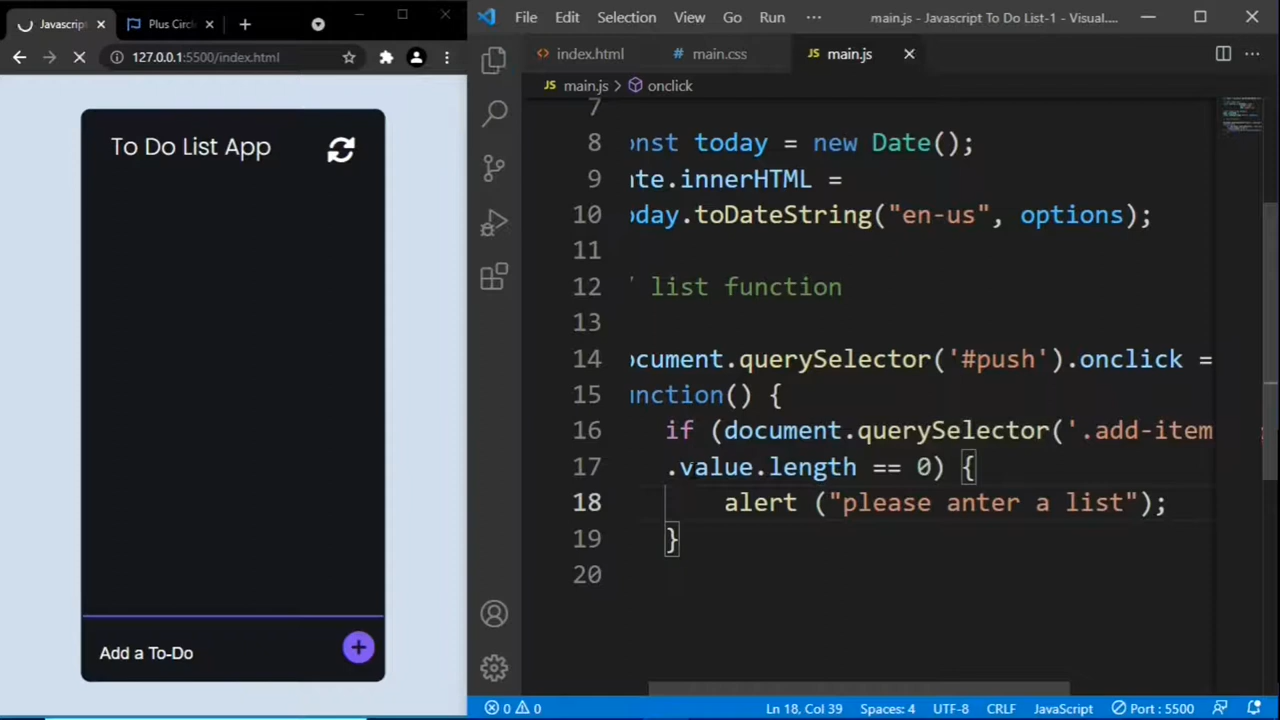 Javascrip
Plus Circl
127.0.0.1:5500/index.html
To Do List App
Add a To-Do
File Edit Selection View Go Run ··· main.js - Javascript To Do List-1 - Visual....
index.html main.css JS main.js
JS main.js > onclick
7
8 onst today = new Date();
9 te.innerHTML =
10 day.toDateString("en-us", options);
11
12 list function
13
14 ocument.querySelector('#push').onclick =
15 nction() {
16 if (document.querySelector('.add-item
17 .value.length == 0) {
18 alert ("please anter a list");
19 }
20
0 0 Ln 18, Col 39 Spaces: 4 UTF-8 CRLF JavaScript Port : 5500